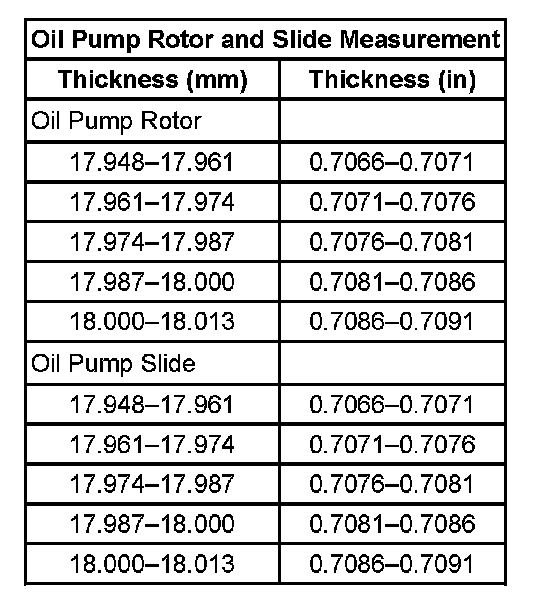 Oil Pump Rotor and Slide Measurement
Thickness (mm) Thickness (in)
Oil Pump Rotor
17.948–17.961 0.7066–0.7071
17.961–17.974 0.7071–0.7076
17.974–17.987 0.7076–0.7081
17.987–18.000 0.7081–0.7086
18.000–18.013 0.7086–0.7091
Oil Pump Slide
17.948–17.961 0.7066–0.7071
17.961–17.974 0.7071–0.7076
17.974–17.987 0.7076–0.7081
17.987–18.000 0.7081–0.7086
18.000–18.013 0.7086–0.7091